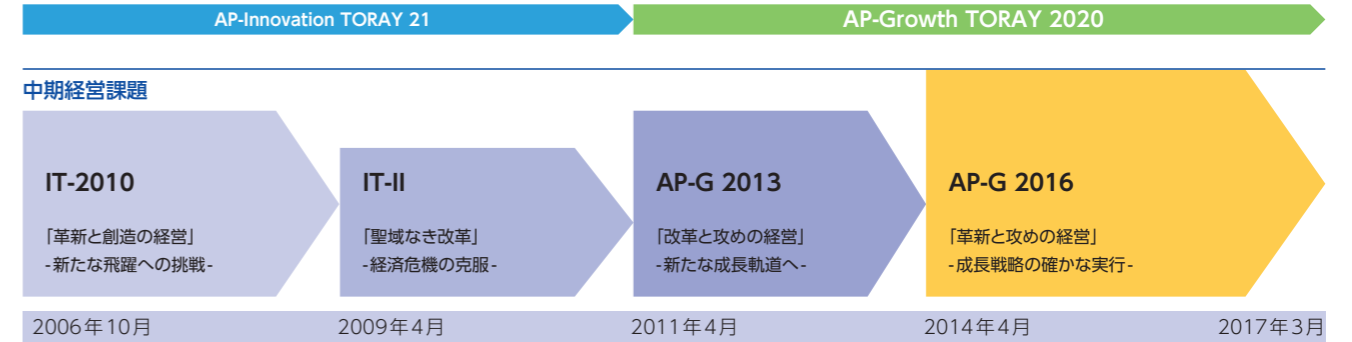 AP-Innovation TORAY 21
AP-Growth TORAY 2020
中期経営課題
IT-2010
「革新と創造の経営」
-新たな飛躍への挑戦-
IT-II
「聖域なき改革」
-経済危機の克服-
AP-G 2013
「改革と攻めの経営」
-新たな成長軌道へ-
AP-G 2016
「革新と攻めの経営」
-成長戦略の確かな実行-
2006年10月
2009年4月
2011年4月
2014年4月
2017年3月